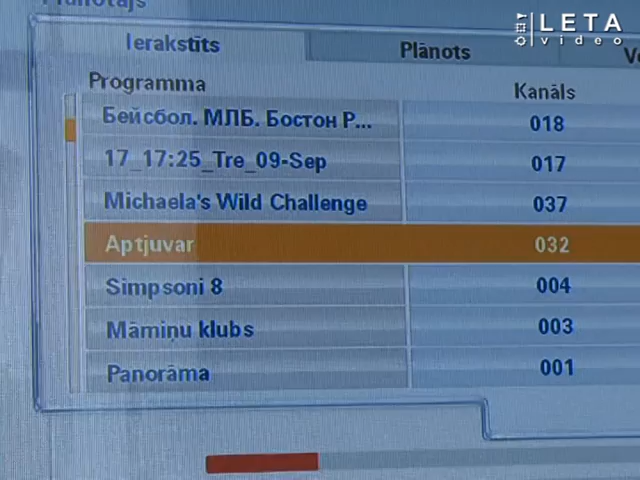 Plānotājs
LETA
video
Ierakstīts Plānots
Programma Kanāls
Бейсбол. МЛБ. Бостон Р... 018
17_17:25_Tre_09-Sep 017
Michaela's Wild Challenge 037
Aptjuvar 032
Simpsoni 8 004
Māmiņu klubs 003
Panorāma 001